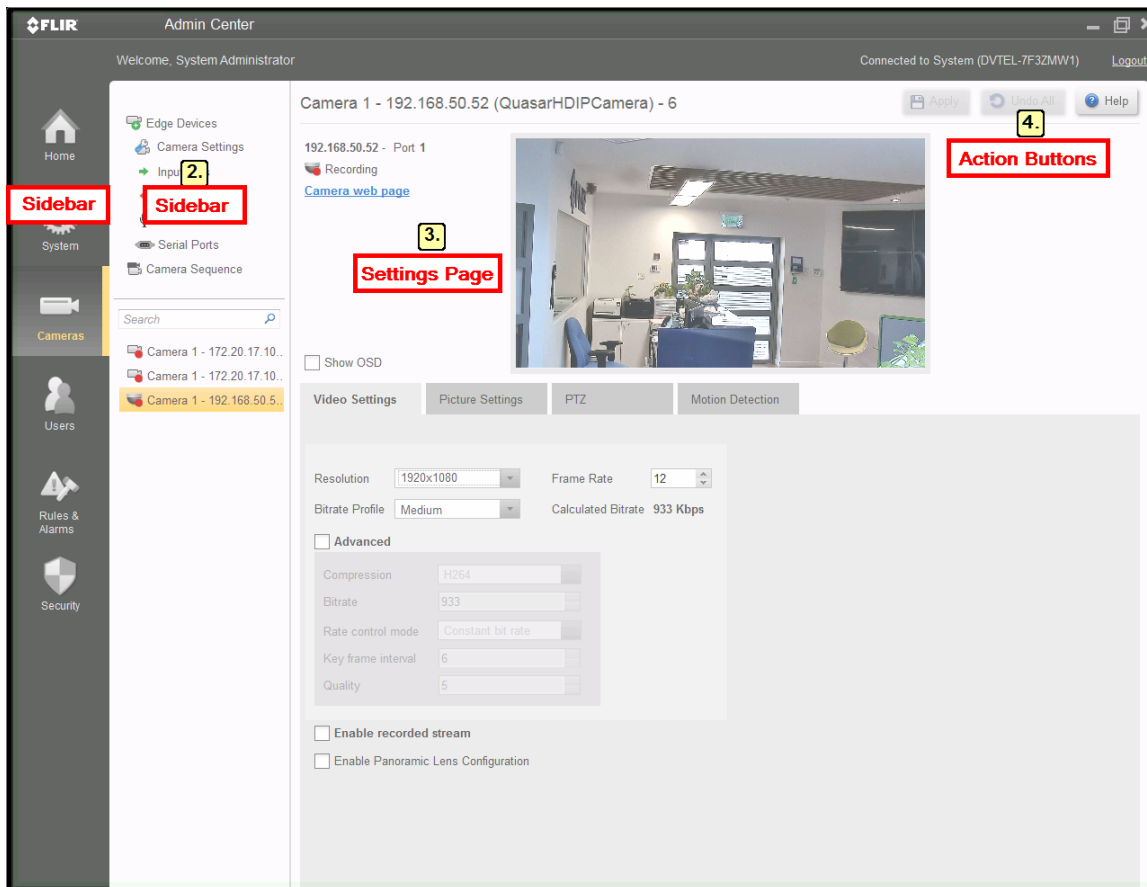 FLIR Admin Center
Welcome, System Administrator
Connected to System (DVTEL-7F3ZMW1) Logout
Home
Sidebar
System
Cameras
Users
Rules &
Alarms
Security
Edge Devices
Camera Settings
2.
Sidebar
Serial Ports
Camera Sequence
Search
Camera 1 - 172.20.17.10..
Camera 1 - 172.20.17.10..
Camera 1 - 192.168.50.5..
Camera 1 - 192.168.50.52 (QuasarHDIPCamera) - 6
Apply Undo All Help
4.
Action Buttons
192.168.50.52 - Port 1
Recording
Camera web page
3.
Settings Page
Show OSD
Video Settings Picture Settings PTZ Motion Detection
Resolution 1920x1080 Frame Rate 12
Bitrate Profile Medium Calculated Bitrate 933 Kbps
Advanced
Compression H264
Bitrate 933
Rate control mode Constant bit rate
Key frame interval 6
Quality 5
Enable recorded stream
Enable Panoramic Lens Configuration